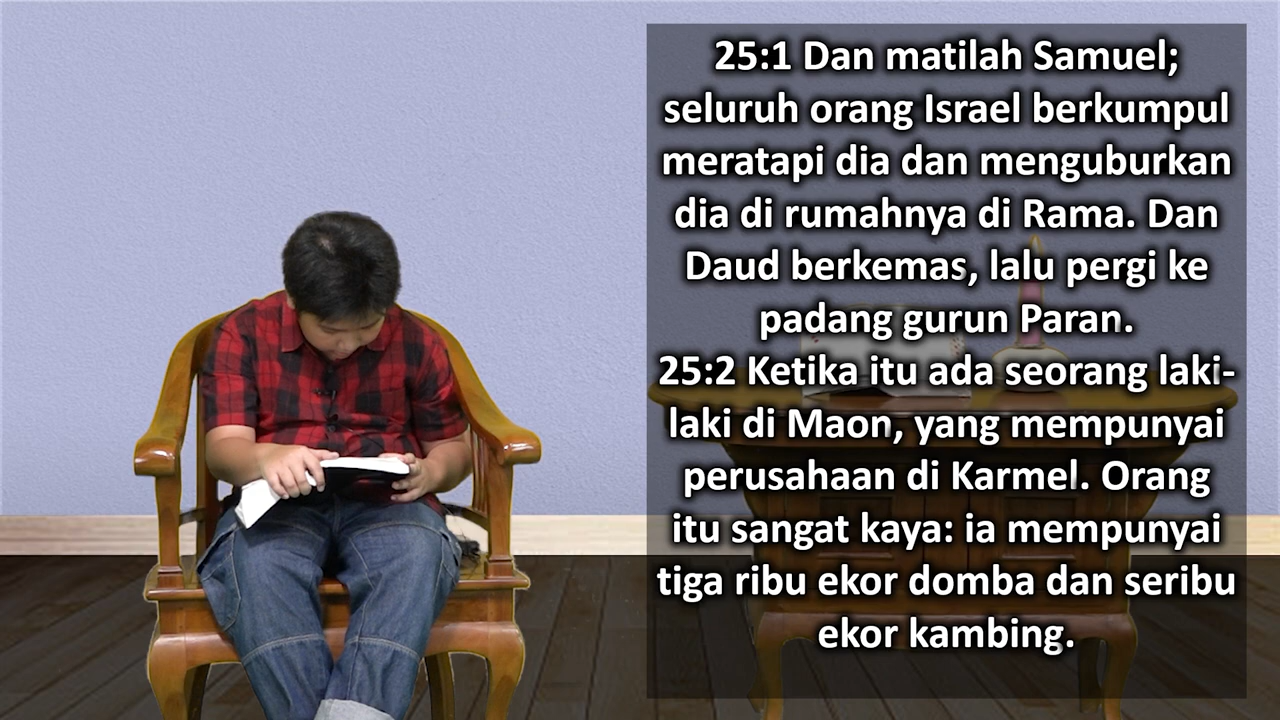 25:1 Dan matilah Samuel;
seluruh orang Israel berkumpul
meratapi dia dan menguburkan
dia di rumahnya di Rama. Dan
Daud berkemas, lalu pergi ke
padang gurun Paran.
25:2 Ketika itu ada seorang laki-
laki di Maon, yang mempunyai
perusahaan di Karmel. Orang
itu sangat kaya: ia mempunyai
tiga ribu ekor domba dan seribu
ekor kambing.